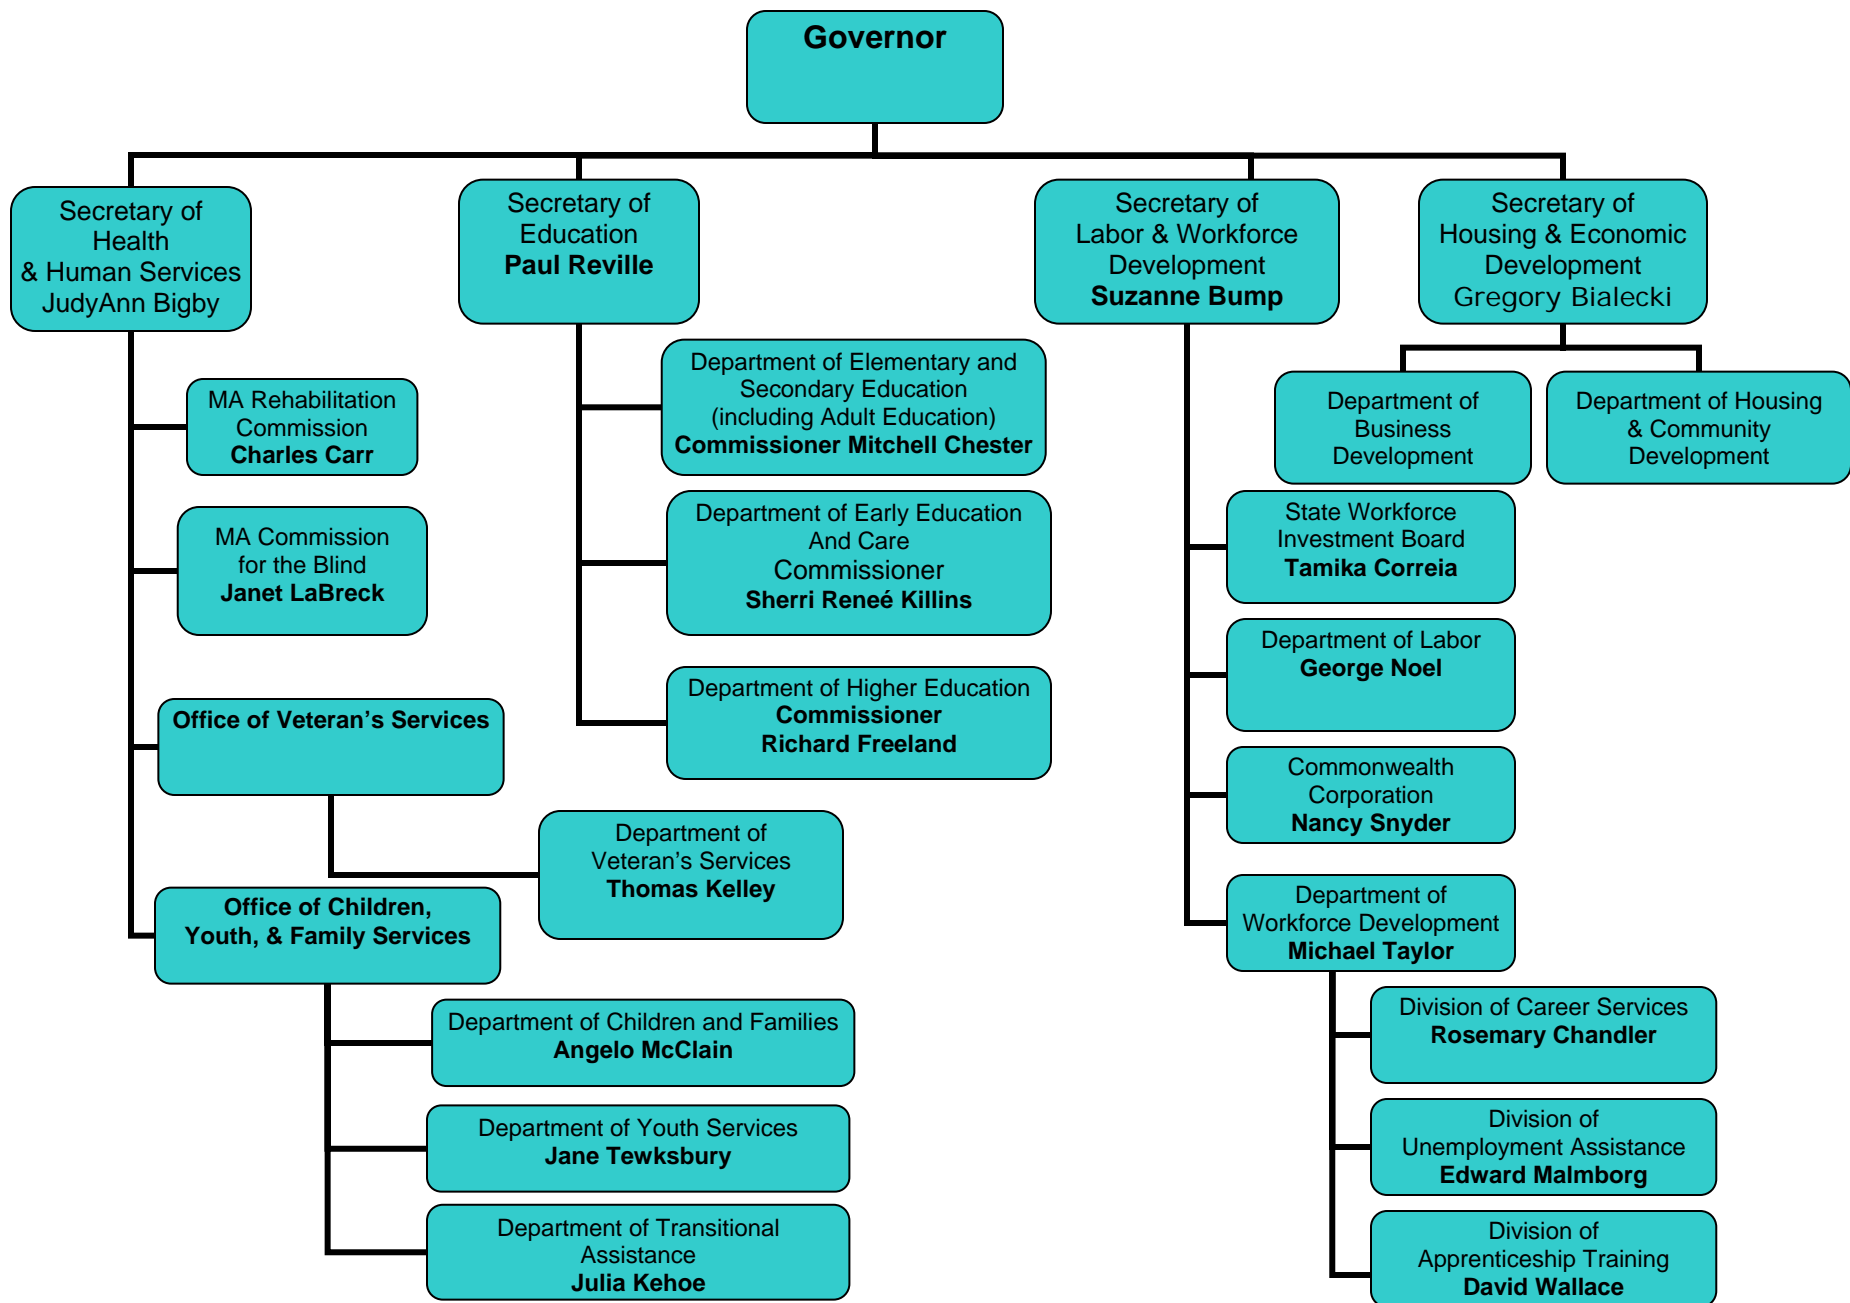 Governor
Secretary of
Health
& Human Services
JudyAnn Bigby
Secretary of
Education
Paul Reville
Secretary of
Labor & Workforce
Development
Suzanne Bump
Secretary of
Housing & Economic
Development
Gregory Bialecki
MA Rehabilitation
Commission
Charles Carr
MA Commission
for the Blind
Janet LaBreck
Office of Veteran’s Services
Department of
Veteran’s Services
Thomas Kelley
Office of Children,
Youth, & Family Services
Department of Children and Families
Angelo McClain
Department of Youth Services
Jane Tewksbury
Department of Transitional
Assistance
Julia Kehoe
Department of Elementary and
Secondary Education
(including Adult Education)
Commissioner Mitchell Chester
Department of Early Education
And Care
Commissioner
Sherri Reneé Killins
Department of Higher Education
Commissioner
Richard Freeland
Department of
Business
Development
Department of Housing
& Community
Development
State Workforce
Investment Board
Tamika Correia
Department of Labor
George Noel
Commonwealth
Corporation
Nancy Snyder
Department of
Workforce Development
Michael Taylor
Division of Career Services
Rosemary Chandler
Division of
Unemployment Assistance
Edward Malmborg
Division of
Apprenticeship Training
David Wallace